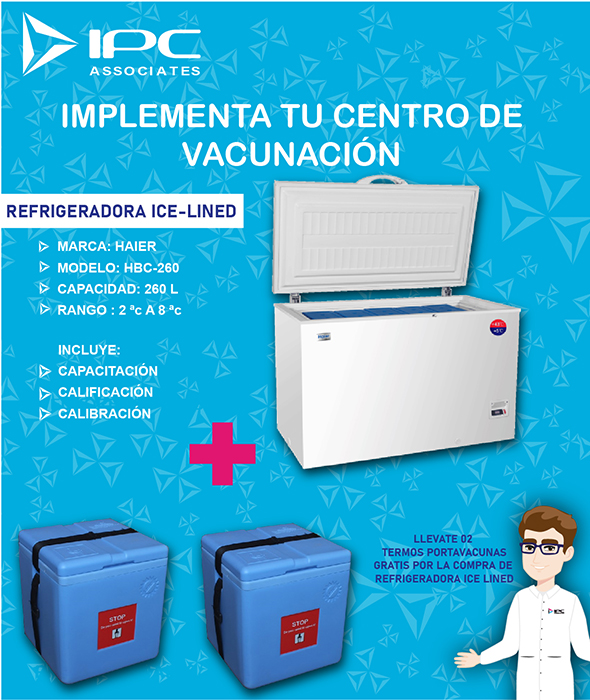 IPC
ASSOCIATES
IMPLEMENTA TU CENTRO DE
VACUNACIÓN
REFRIGERADORA ICE-LINED
MARCA: HAIER
MODELO: HBC-260
CAPACIDAD: 260 L
RANGO : 2 ªc A 8 ªc
INCLUYE:
CAPACITACIÓN
CALIFICACIÓN
CALIBRACIÓN
LLEVATE 02
TERMOS PORTAVACUNAS
GRATIS POR LA COMPRA DE
REFRIGERADORA ICE LINED
IPC
STOP
STOP